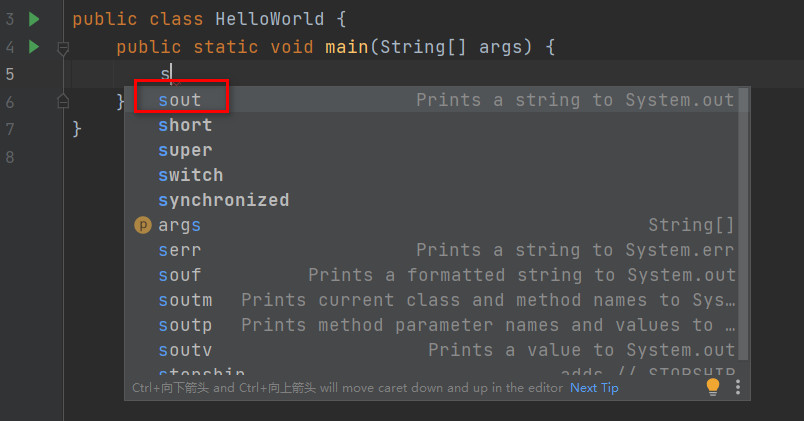 3 public class HelloWorld {
4 public static void main(String[] args) {
5 s
6 }
7 }
8
sout Prints a string to System.out
short
super
switch
synchronized
p args String[]
serr Prints a string to System.err
souf Prints a formatted string to System.out
soutm Prints current class and method names to Sys…
soutp Prints method parameter names and values to …
soutv Prints a value to System.out
stopship adds // STOPSHIP
Ctrl+向下箭头 and Ctrl+向上箭头 will move caret down and up in the editor Next Tip